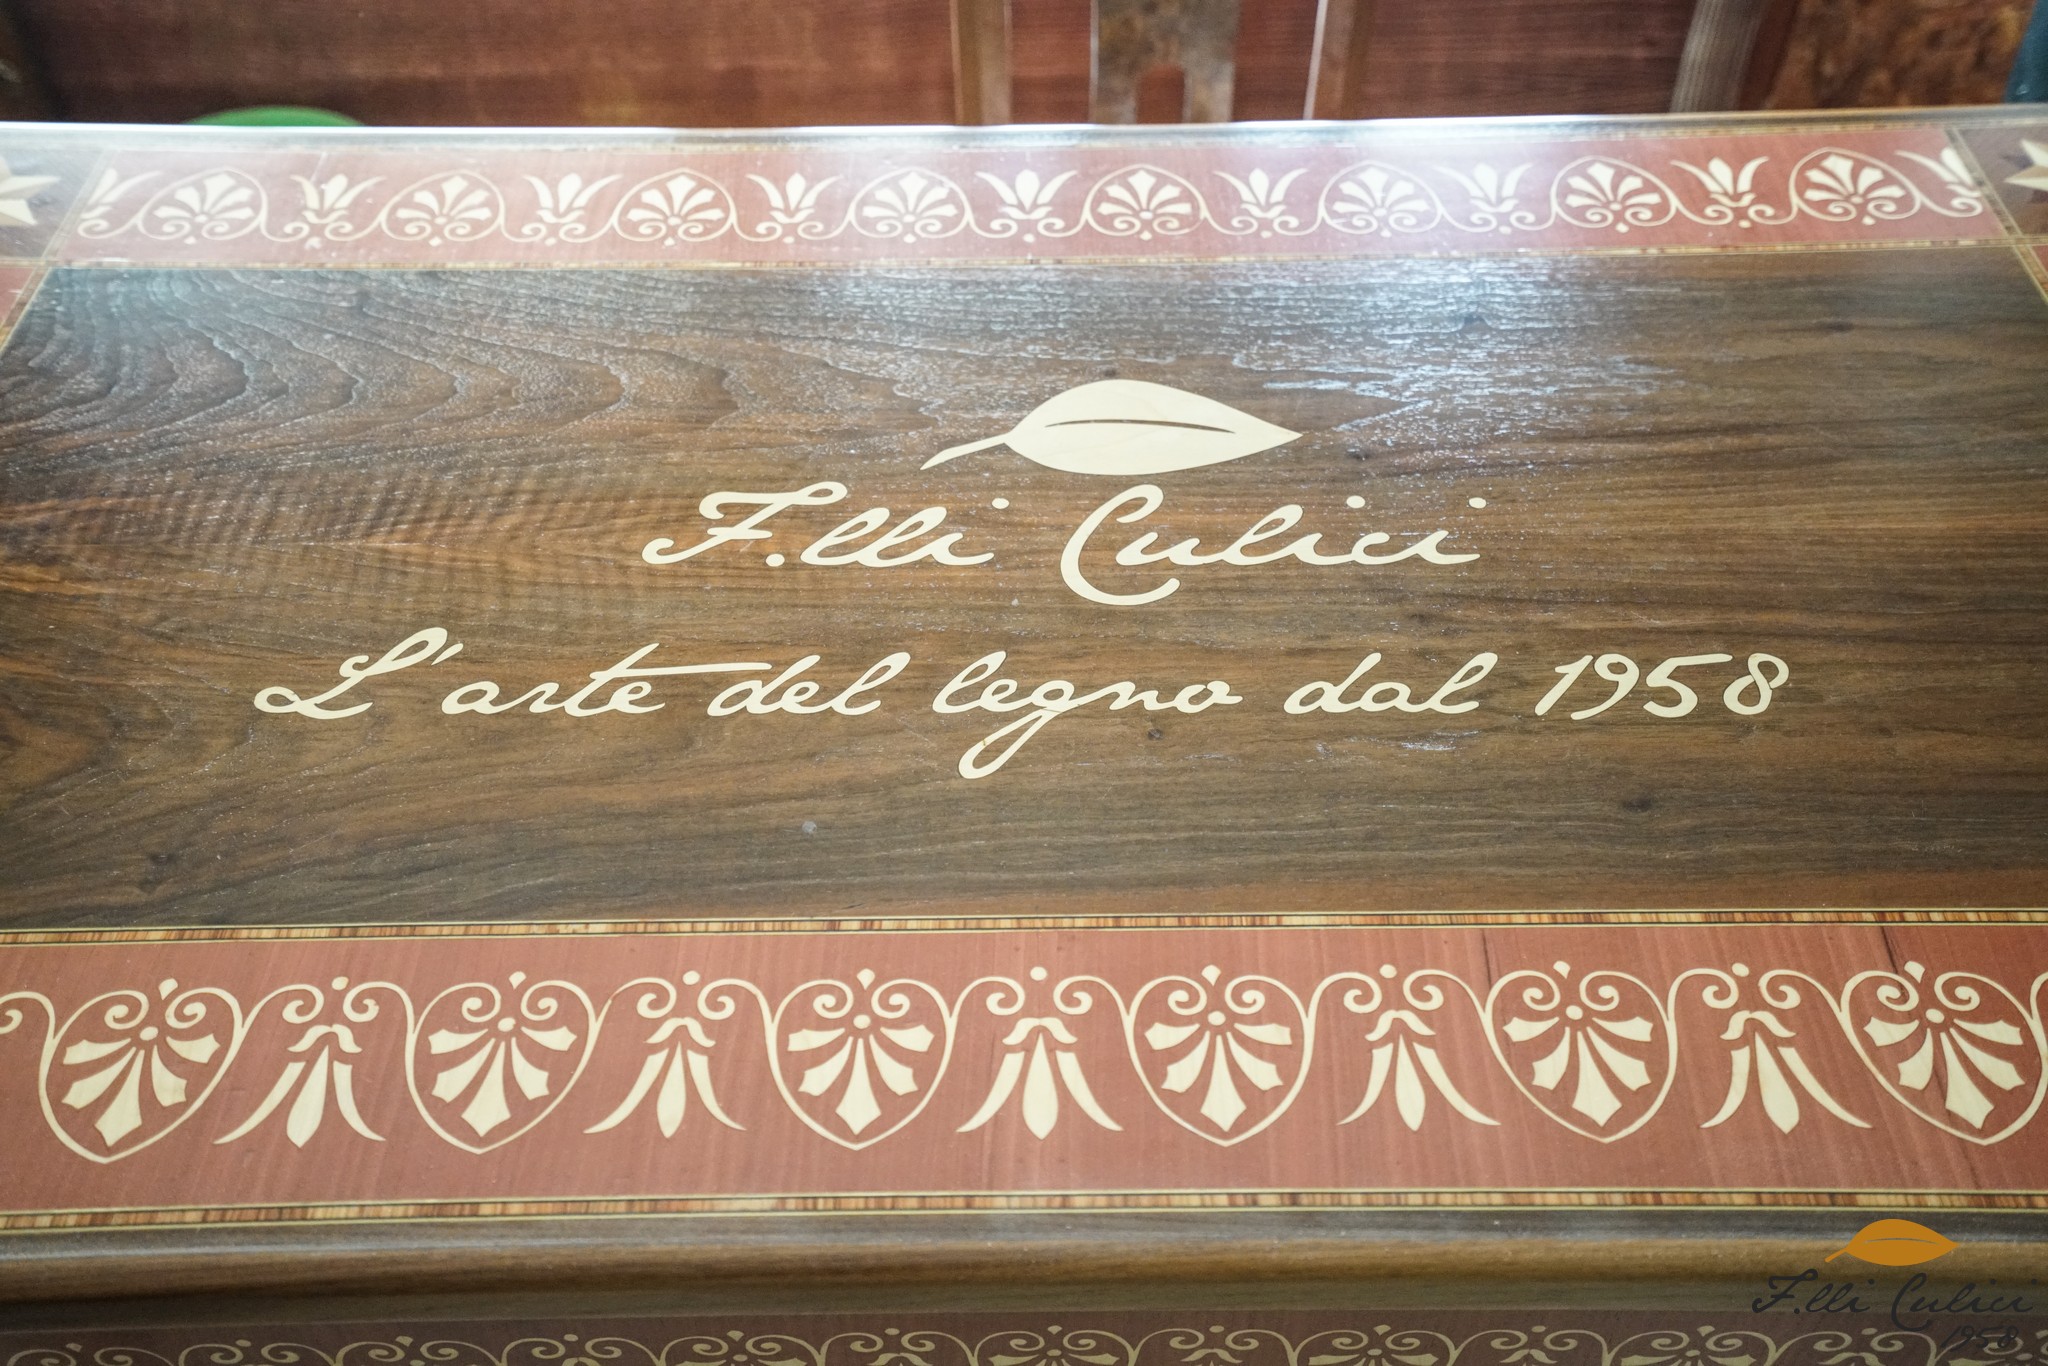 F.lli Culici
L'arte del legno dal 1958
F.lli Culici
1958